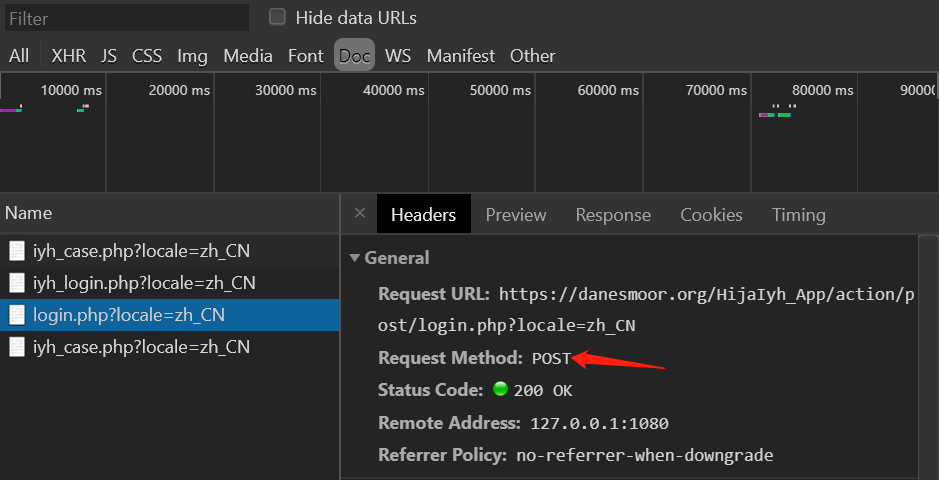 Filter
Hide data URLs
All XHR JS CSS Img Media Font Doc WS Manifest Other
10000 ms 20000 ms 30000 ms 40000 ms 50000 ms 60000 ms 70000 ms 80000 ms 90000
Name
× Headers Preview Response Cookies Timing
iyh_case.php?locale=zh_CN
iyh_login.php?locale=zh_CN
login.php?locale=zh_CN
iyh_case.php?locale=zh_CN
▼ General
Request URL: https://danesmoor.org/HijaIyh_App/action/p
ost/login.php?locale=zh_CN
Request Method: POST
Status Code: 200 OK
Remote Address: 127.0.0.1:1080
Referrer Policy: no-referrer-when-downgrade